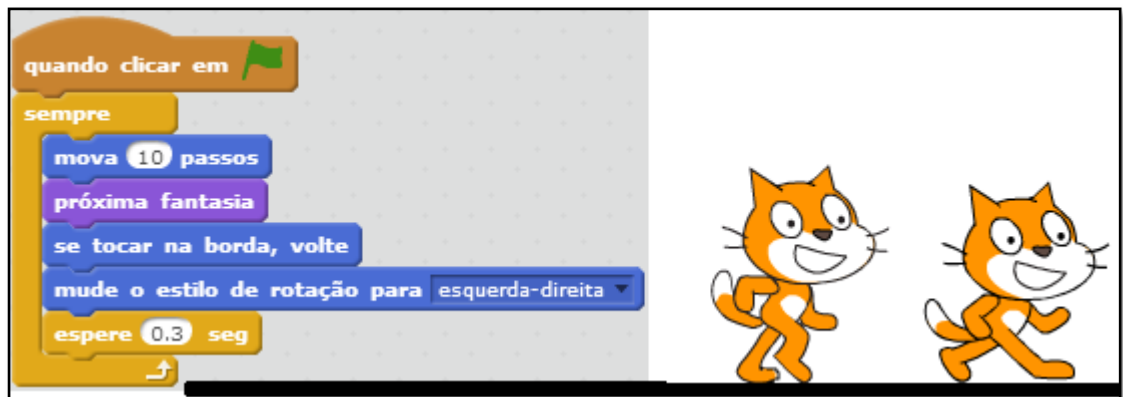 quando clicar em
sempre
mova 10 passos
próxima fantasia
se tocar na borda, volte
mude o estilo de rotação para esquerda-direita
espere 0.3 seg